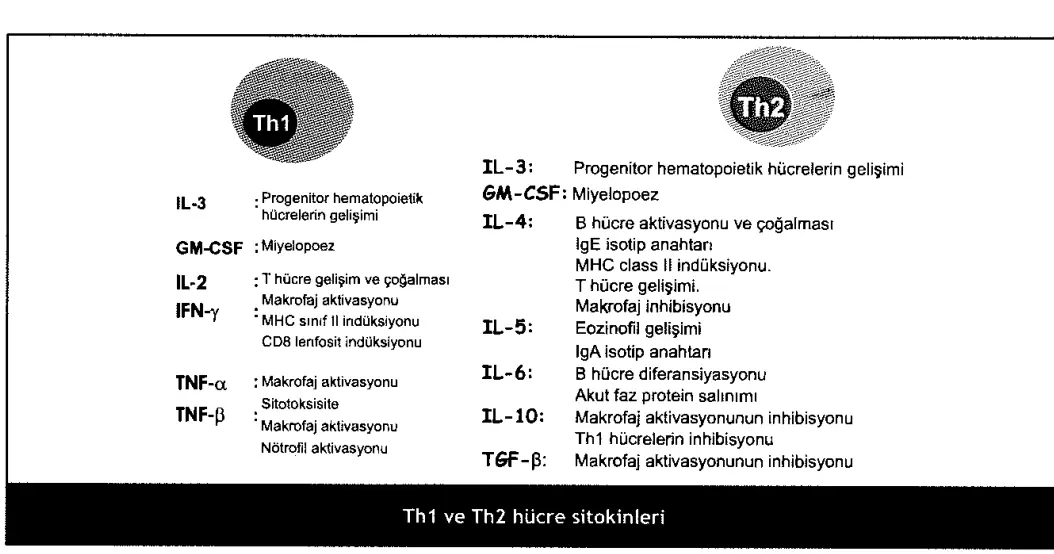 Th1
IL-3 : Progenitor hematopoietik
hücrelerin gelişimi
GM-CSF : Miyelopoez
IL-2 : T hücre gelişim ve çoğalması
IFN-γ : Makrofaj aktivasyonu
MHC sınıf II indüksiyonu
CD8 lenfosit indüksiyonu
TNF-α : Makrofaj aktivasyonu
TNF-β : Sitotoksisite
Makrofaj aktivasyonu
Nötrofil aktivasyonu
Th2
IL-3: Progenitor hematopoietik hücrelerin gelişimi
GM-CSF: Miyelopoez
IL-4: B hücre aktivasyonu ve çoğalması
IgE isotip anahtarı
MHC class II indüksiyonu.
T hücre gelişimi.
Makrofaj inhibisyonu
IL-5: Eozinofil gelişimi
IgA isotip anahtarı
IL-6: B hücre diferansiyasyonu
Akut faz protein salınımı
IL-10: Makrofaj aktivasyonunun inhibisyonu
Th1 hücrelerin inhibisyonu
TGF-β: Makrofaj aktivasyonunun inhibisyonu
Th1 ve Th2 hücre sitokinleri